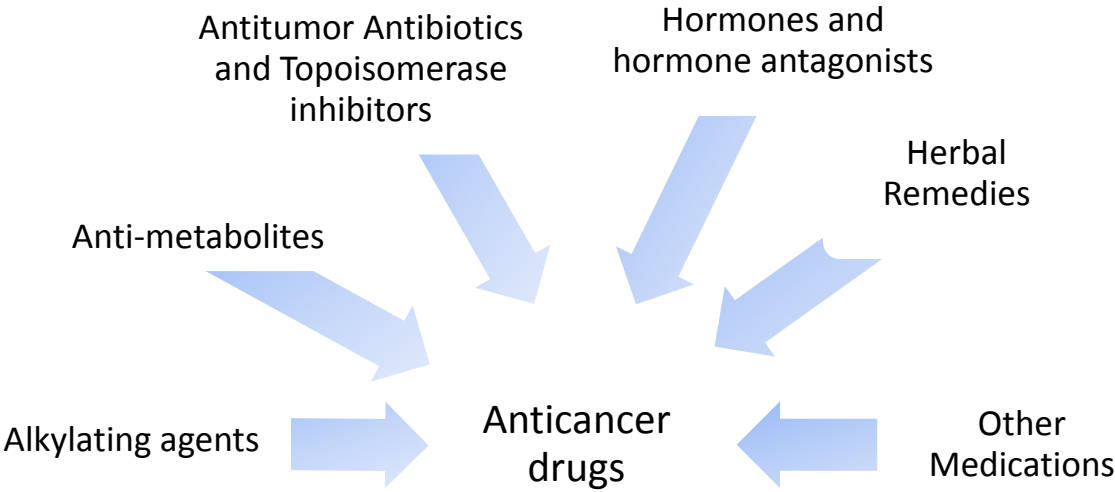 Antitumor Antibiotics
and Topoisomerase
inhibitors
Hormones and
hormone antagonists
Herbal
Remedies
Anti-metabolites
Alkylating agents
Anticancer
drugs
Other
Medications